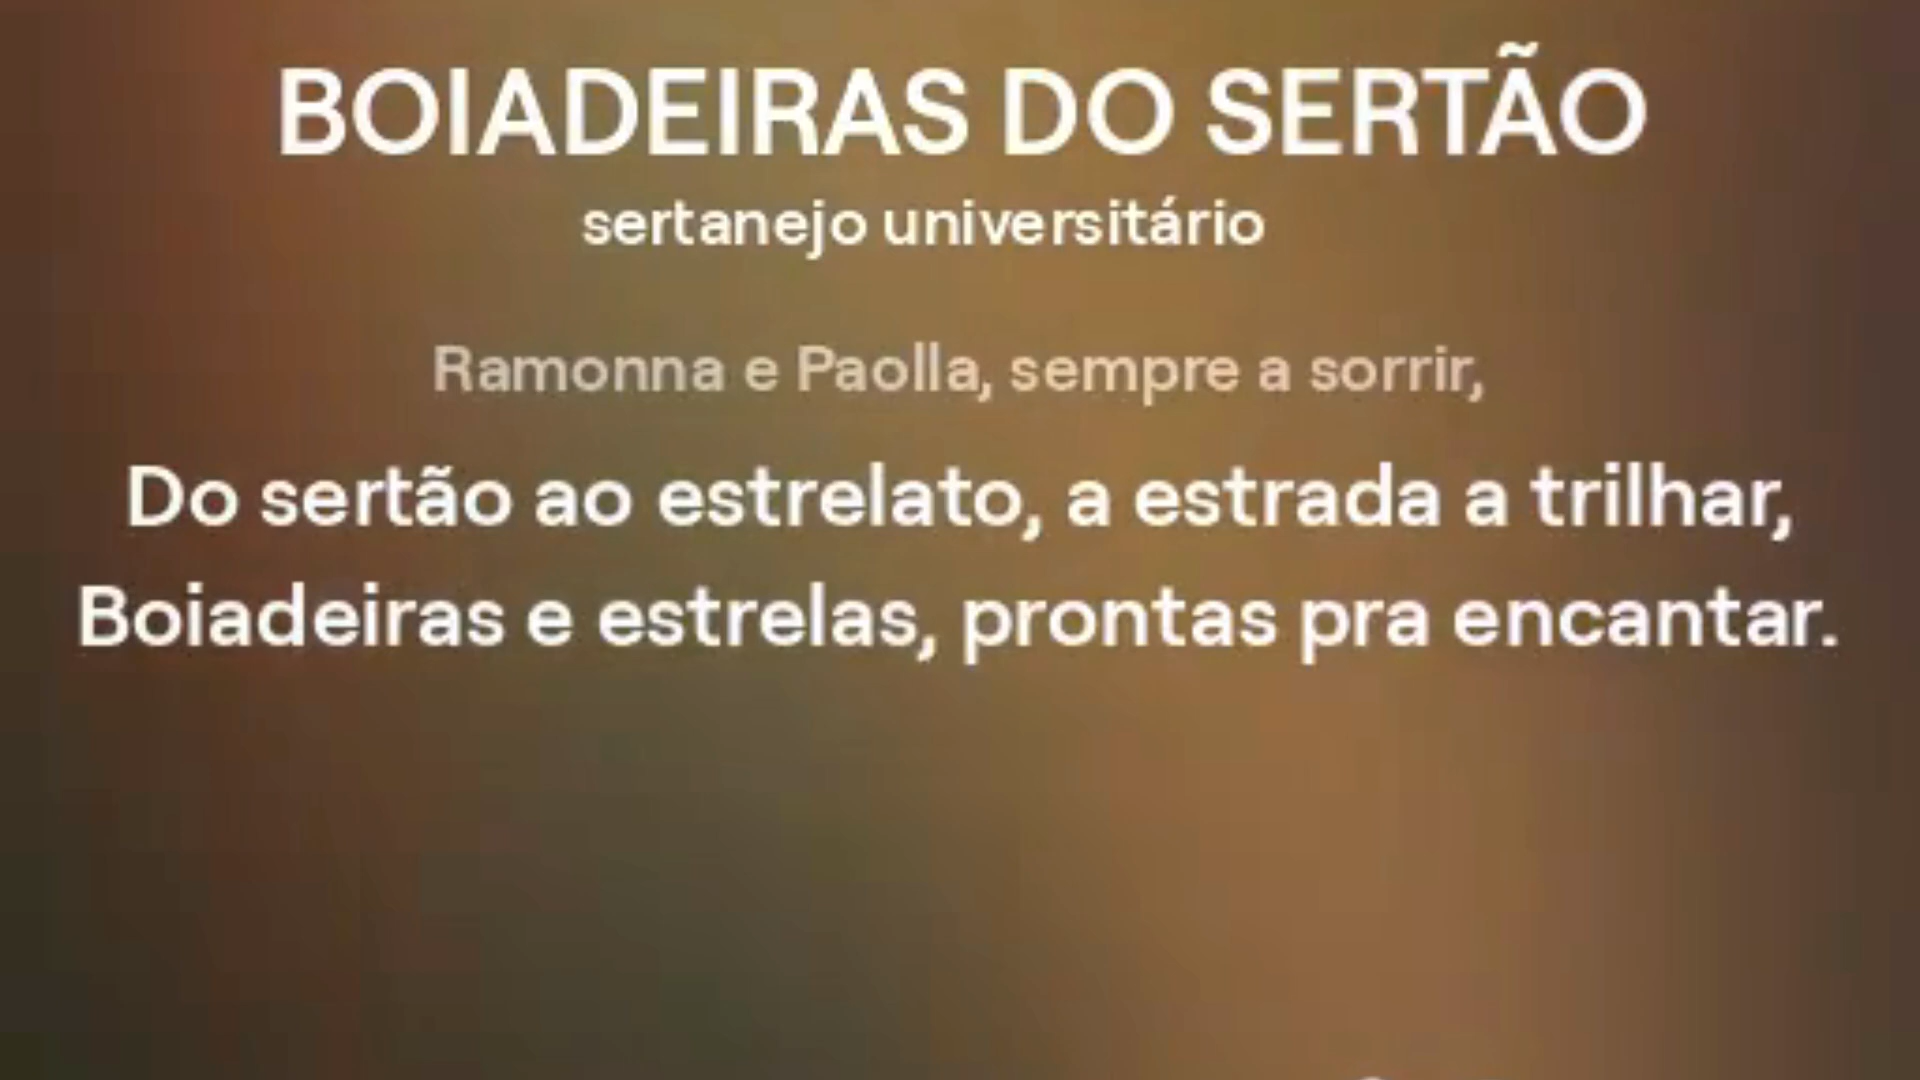 BOIADEIRAS DO SERTÃO
sertanejo universitário
Ramonna e Paolla, sempre a sorrir,
Do sertão ao estrelato, a estrada a trilhar,
Boiadeiras e estrelas, prontas pra encantar.